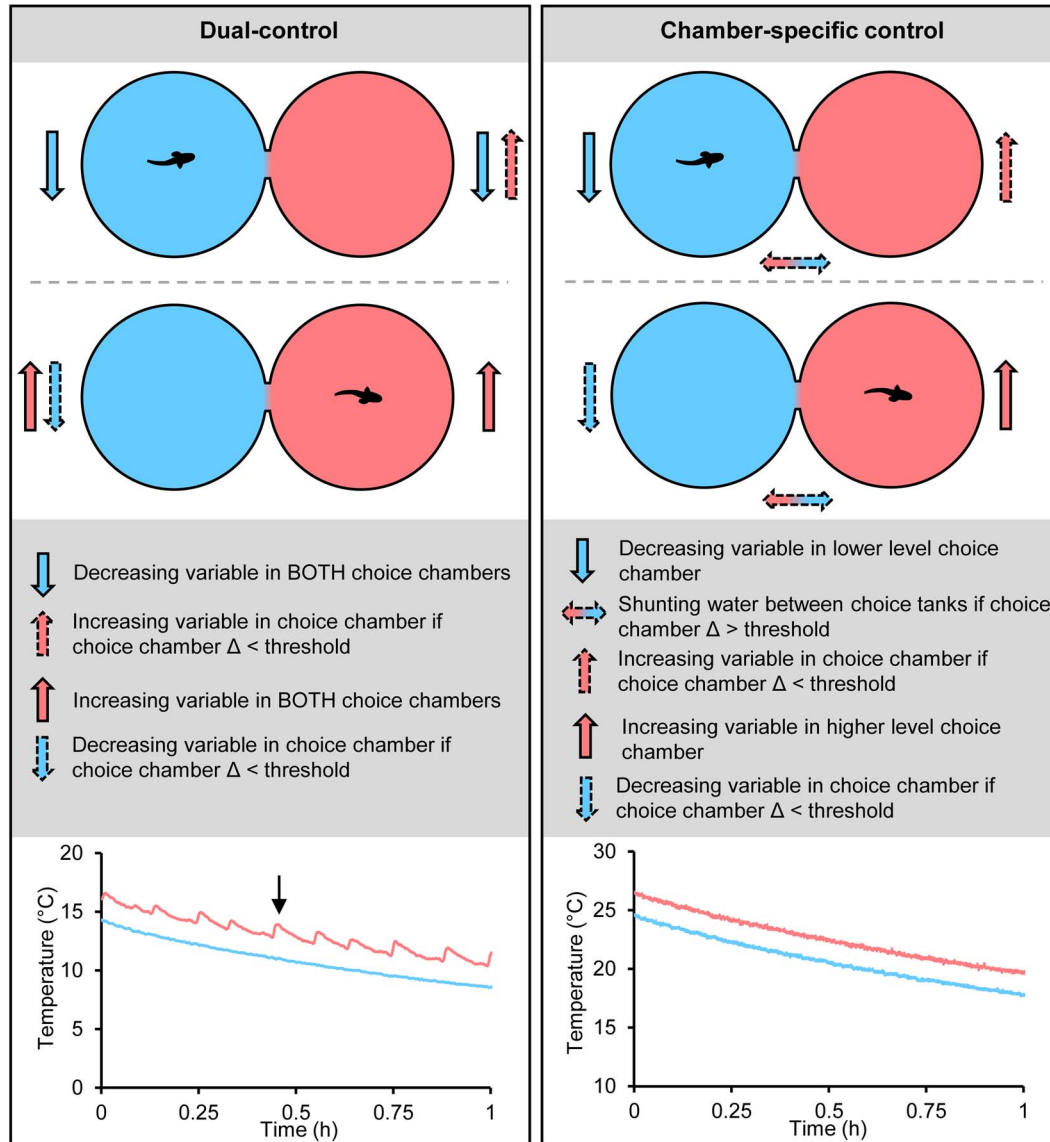 Dual-control
Decreasing variable in BOTH choice chambers
Increasing variable in choice chamber if
choice chamber Δ < threshold
Increasing variable in BOTH choice chambers
Decreasing variable in choice chamber if
choice chamber Δ < threshold
Temperature (°C)
20
15
10
5
0
0
0.25
0.5
0.75
1
Time (h)
Chamber-specific control
Decreasing variable in lower level choice
chamber
Shunting water between choice tanks if choice
chamber Δ > threshold
Increasing variable in choice chamber if
choice chamber Δ < threshold
Increasing variable in higher level choice
chamber
Decreasing variable in choice chamber if
choice chamber Δ < threshold
Temperature (°C)
30
25
20
15
10
0
0.25
0.5
0.75
1
Time (h)